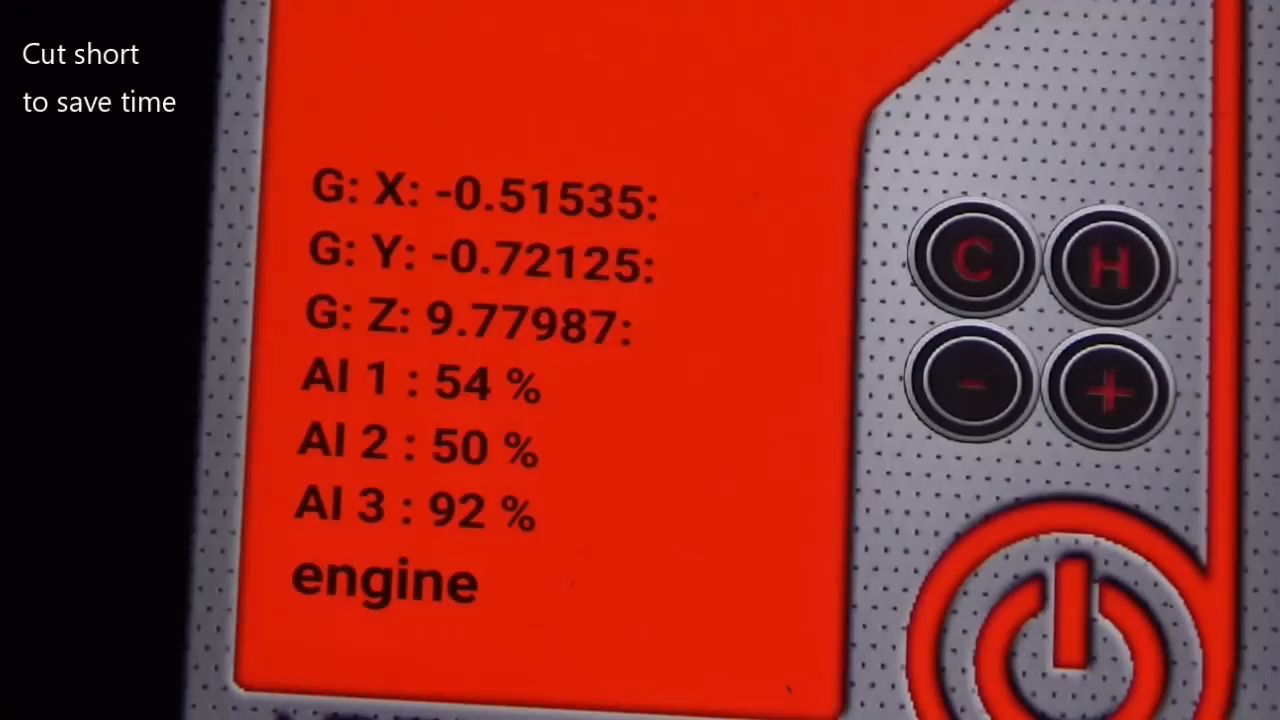 Cut short
to save time
G: X: -0.51535:
G: Y: -0.72125:
G: Z: 9.77987:
AI 1 : 54 %
AI 2 : 50 %
AI 3 : 92 %
engine
C H
- +